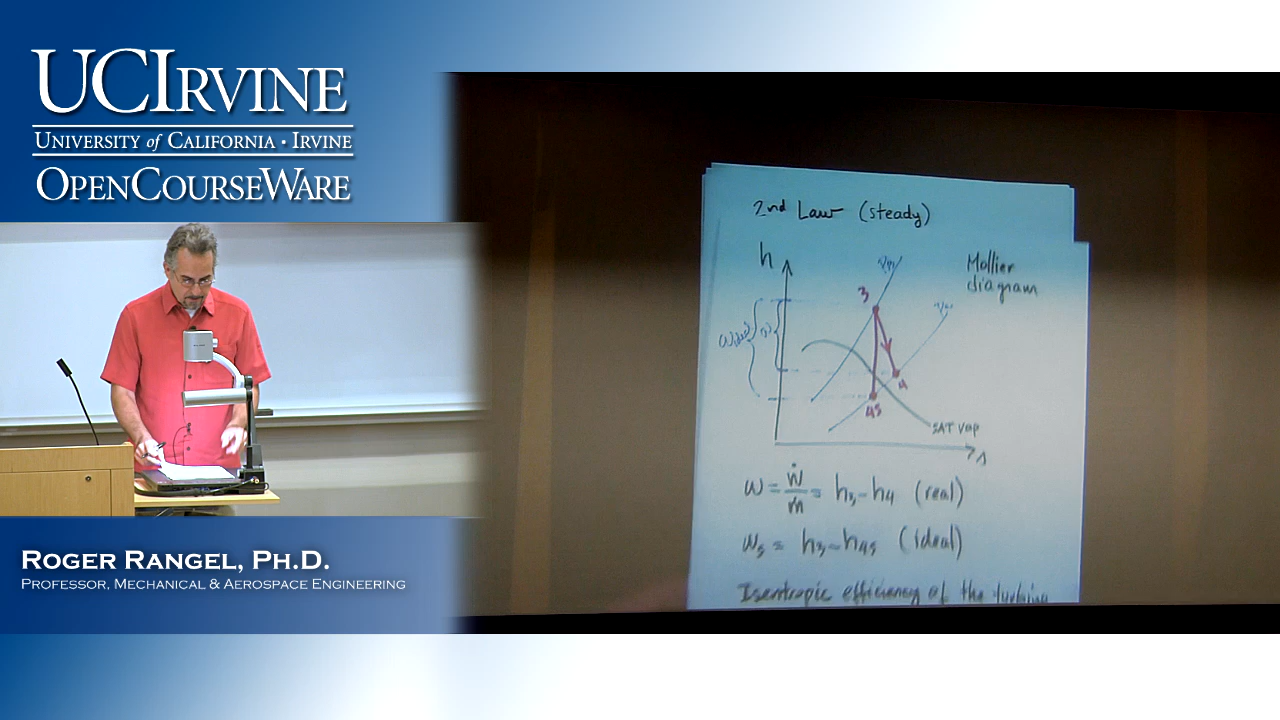 UCIRVINE
UNIVERSITY of CALIFORNIA · IRVINE
OPENCOURSEWARE
2nd Law (steady)
h
Mollier
diagram
3
4
4s
SAT VAP
s
w = Ẇ/ṁ = h3 - h4 (real)
ws = h3 - h4s (ideal)
Isentropic efficiency of the turbine
ROGER RANGEL, PH.D.
PROFESSOR, MECHANICAL & AEROSPACE ENGINEERING